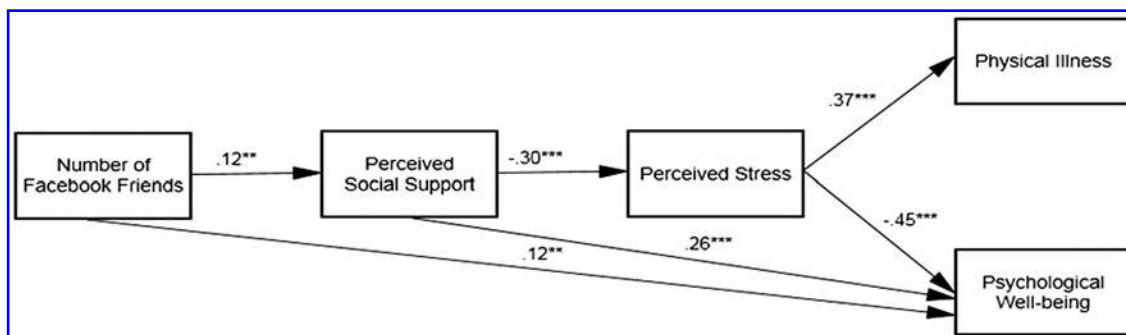 Physical Illness
.37***
Number of
Facebook Friends
.12**
Perceived
Social Support
-.30***
Perceived Stress
-.45***
.26***
.12**
Psychological
Well-being